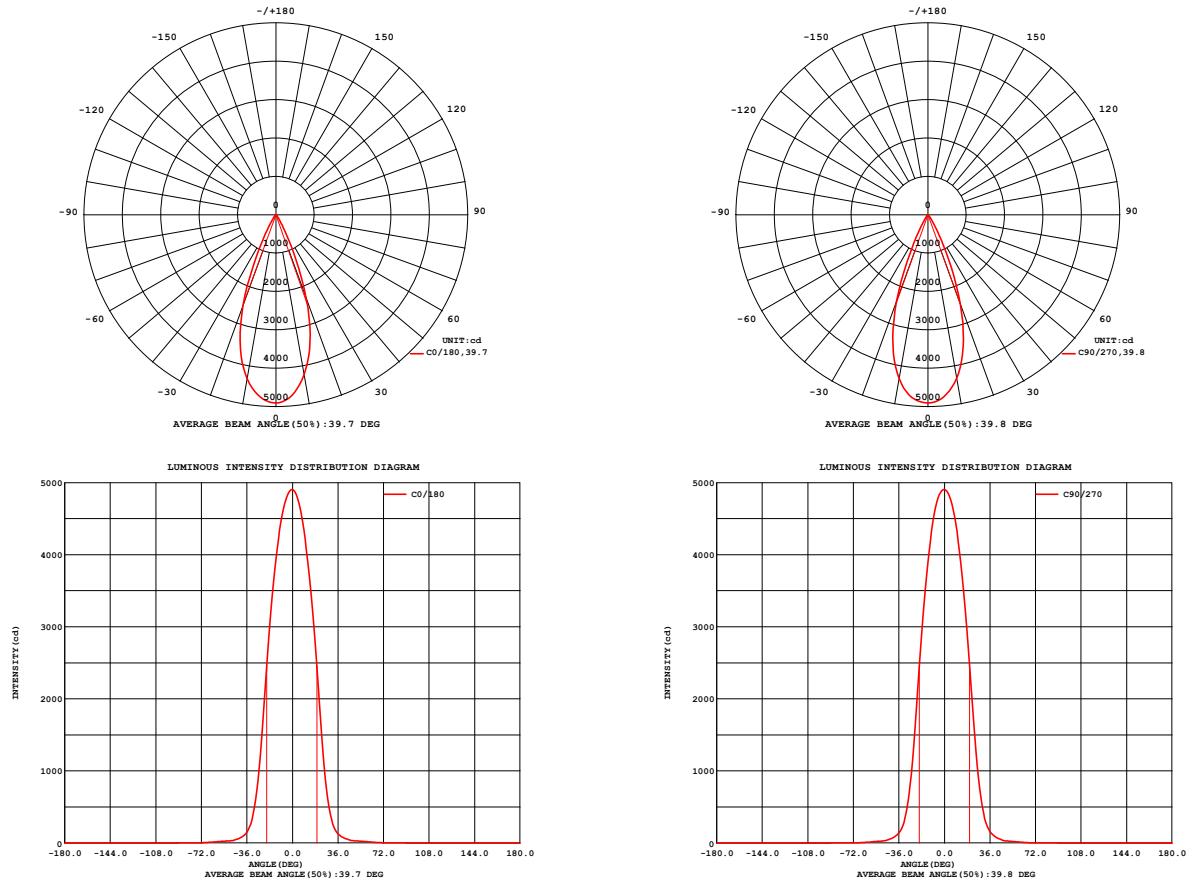 -/+180
-150 150
-120 120
-90 90
-60 60
-30 30
0
0
1000
2000
3000
4000
5000
UNIT:cd
C0/180,39.7
AVERAGE BEAM ANGLE(50%):39.7 DEG
-/+180
-150 150
-120 120
-90 90
-60 60
-30 30
0
0
1000
2000
3000
4000
5000
UNIT:cd
C90/270,39.8
AVERAGE BEAM ANGLE(50%):39.8 DEG
LUMINOUS INTENSITY DISTRIBUTION DIAGRAM
C0/180
INTENSITY(cd)
5000
4000
3000
2000
1000
0
-180.0 -144.0 -108.0 -72.0 -36.0 0.0 36.0 72.0 108.0 144.0 180.0
ANGLE(DEG)
AVERAGE BEAM ANGLE(50%):39.7 DEG
LUMINOUS INTENSITY DISTRIBUTION DIAGRAM
C90/270
INTENSITY(cd)
5000
4000
3000
2000
1000
0
-180.0 -144.0 -108.0 -72.0 -36.0 0.0 36.0 72.0 108.0 144.0 180.0
ANGLE(DEG)
AVERAGE BEAM ANGLE(50%):39.8 DEG